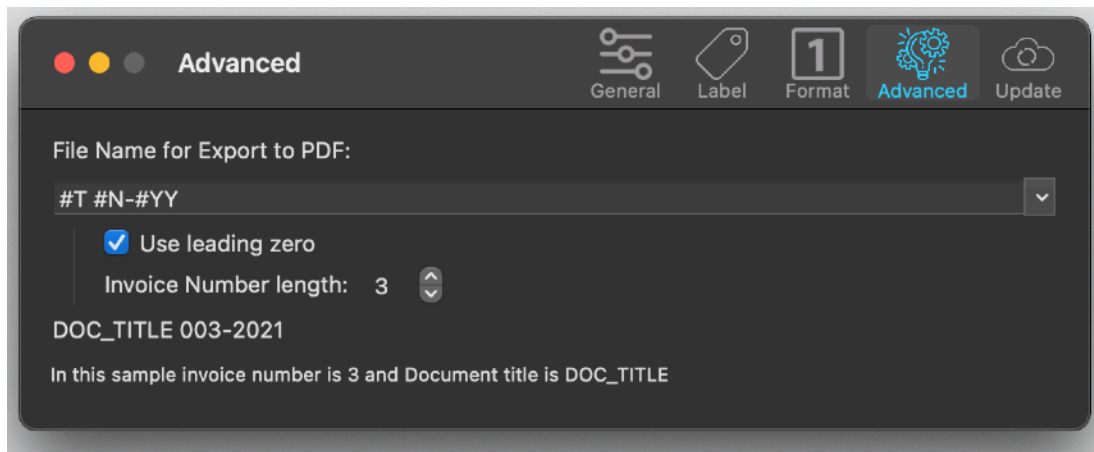 Advanced
General
Label
1
Format
Advanced
Update
File Name for Export to PDF:
#T #N-#YY
Use leading zero
Invoice Number length: 3
DOC_TITLE 003-2021
In this sample invoice number is 3 and Document title is DOC_TITLE